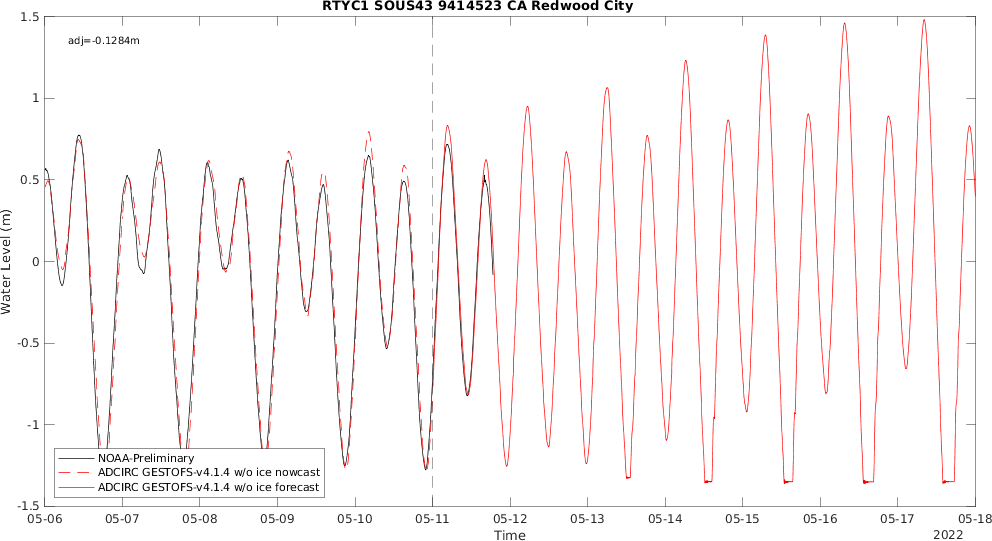 RTYC1 SOUS43 9414523 CA Redwood City
adj=-0.1284m
1.5
1
0.5
0
-0.5
-1
-1.5
Water Level (m)
NOAA-Preliminary
ADCIRC GESTOFS-v4.1.4 w/o ice nowcast
ADCIRC GESTOFS-v4.1.4 w/o ice forecast
05-06 05-07 05-08 05-09 05-10 05-11 05-12 05-13 05-14 05-15 05-16 05-17 05-18
Time
2022